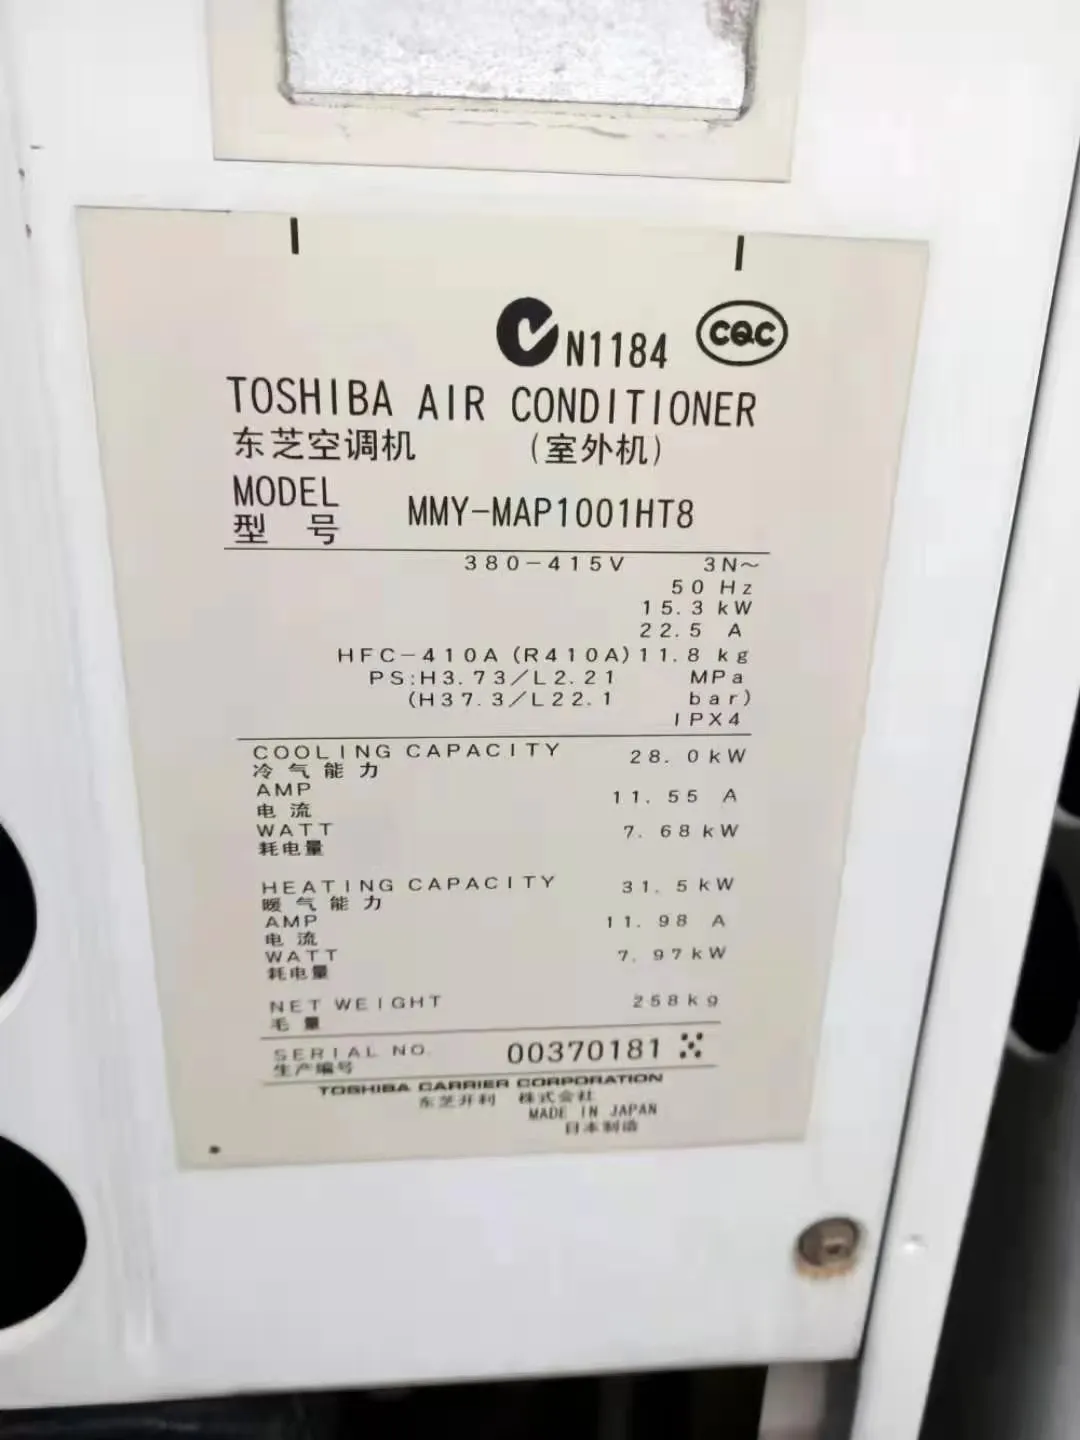 N1184 CQC
TOSHIBA AIR CONDITIONER
东芝空调机 (室外机)
MODEL
型 号 MMY-MAP1001HT8
380-415V 3N~
50 Hz
15.3 kW
22.5 A
HFC-410A (R410A) 11.8 kg
PS:H3.73/L2.21 MPa
(H37.3/L22.1 bar)
IPX4
COOLING CAPACITY 28.0kW
冷气能力
AMP 11.55 A
电流
WATT 7.68kW
耗电量
HEATING CAPACITY 31.5kW
暖气能力
AMP 11.98 A
电流
WATT 7.97kW
耗电量
NET WEIGHT 258kg
毛量
SERIAL NO. 00370181
生产编号
TOSHIBA CARRIER CORPORATION
东芝开利 株式会社
MADE IN JAPAN
日本制造